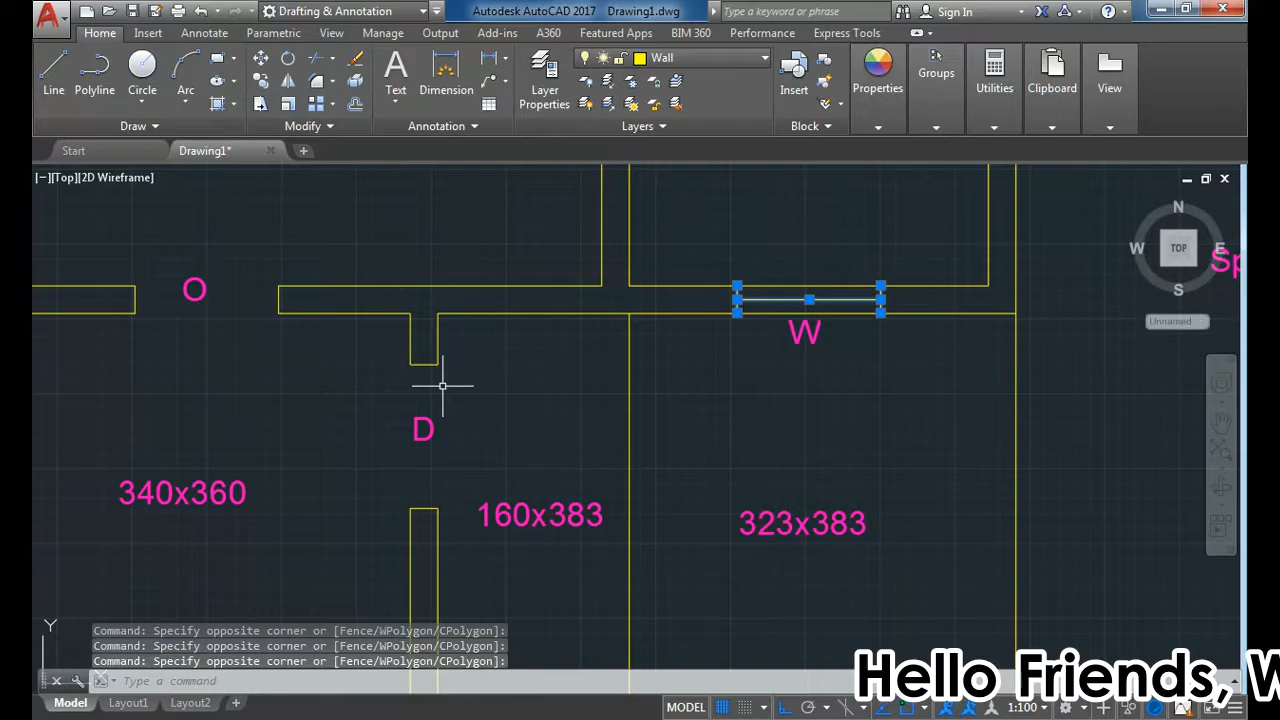 Autodesk AutoCAD 2017 Drawing1.dwg
Drafting & Annotation
Type a keyword or phrase
Sign In
Home Insert Annotate Parametric View Manage Output Add-ins A360 Featured Apps BIM 360 Performance Express Tools
Line Polyline Circle Arc
Text Dimension
Layer Properties
Wall
Insert
Properties Groups Utilities Clipboard View
Draw Modify Annotation Layers Block
Start Drawing1*
[−][Top][2D Wireframe]
N
W TOP E
S
Unnamed
O
Sp
W
D
340x360
160x383
323x383
Y
Command: Specify opposite corner or [Fence/WPolygon/CPolygon]:
Command: Specify opposite corner or [Fence/WPolygon/CPolygon]:
Command: Specify opposite corner or [Fence/WPolygon/CPolygon]:
Type a command
Hello Friends, W
Model Layout1 Layout2 +
MODEL
1:100